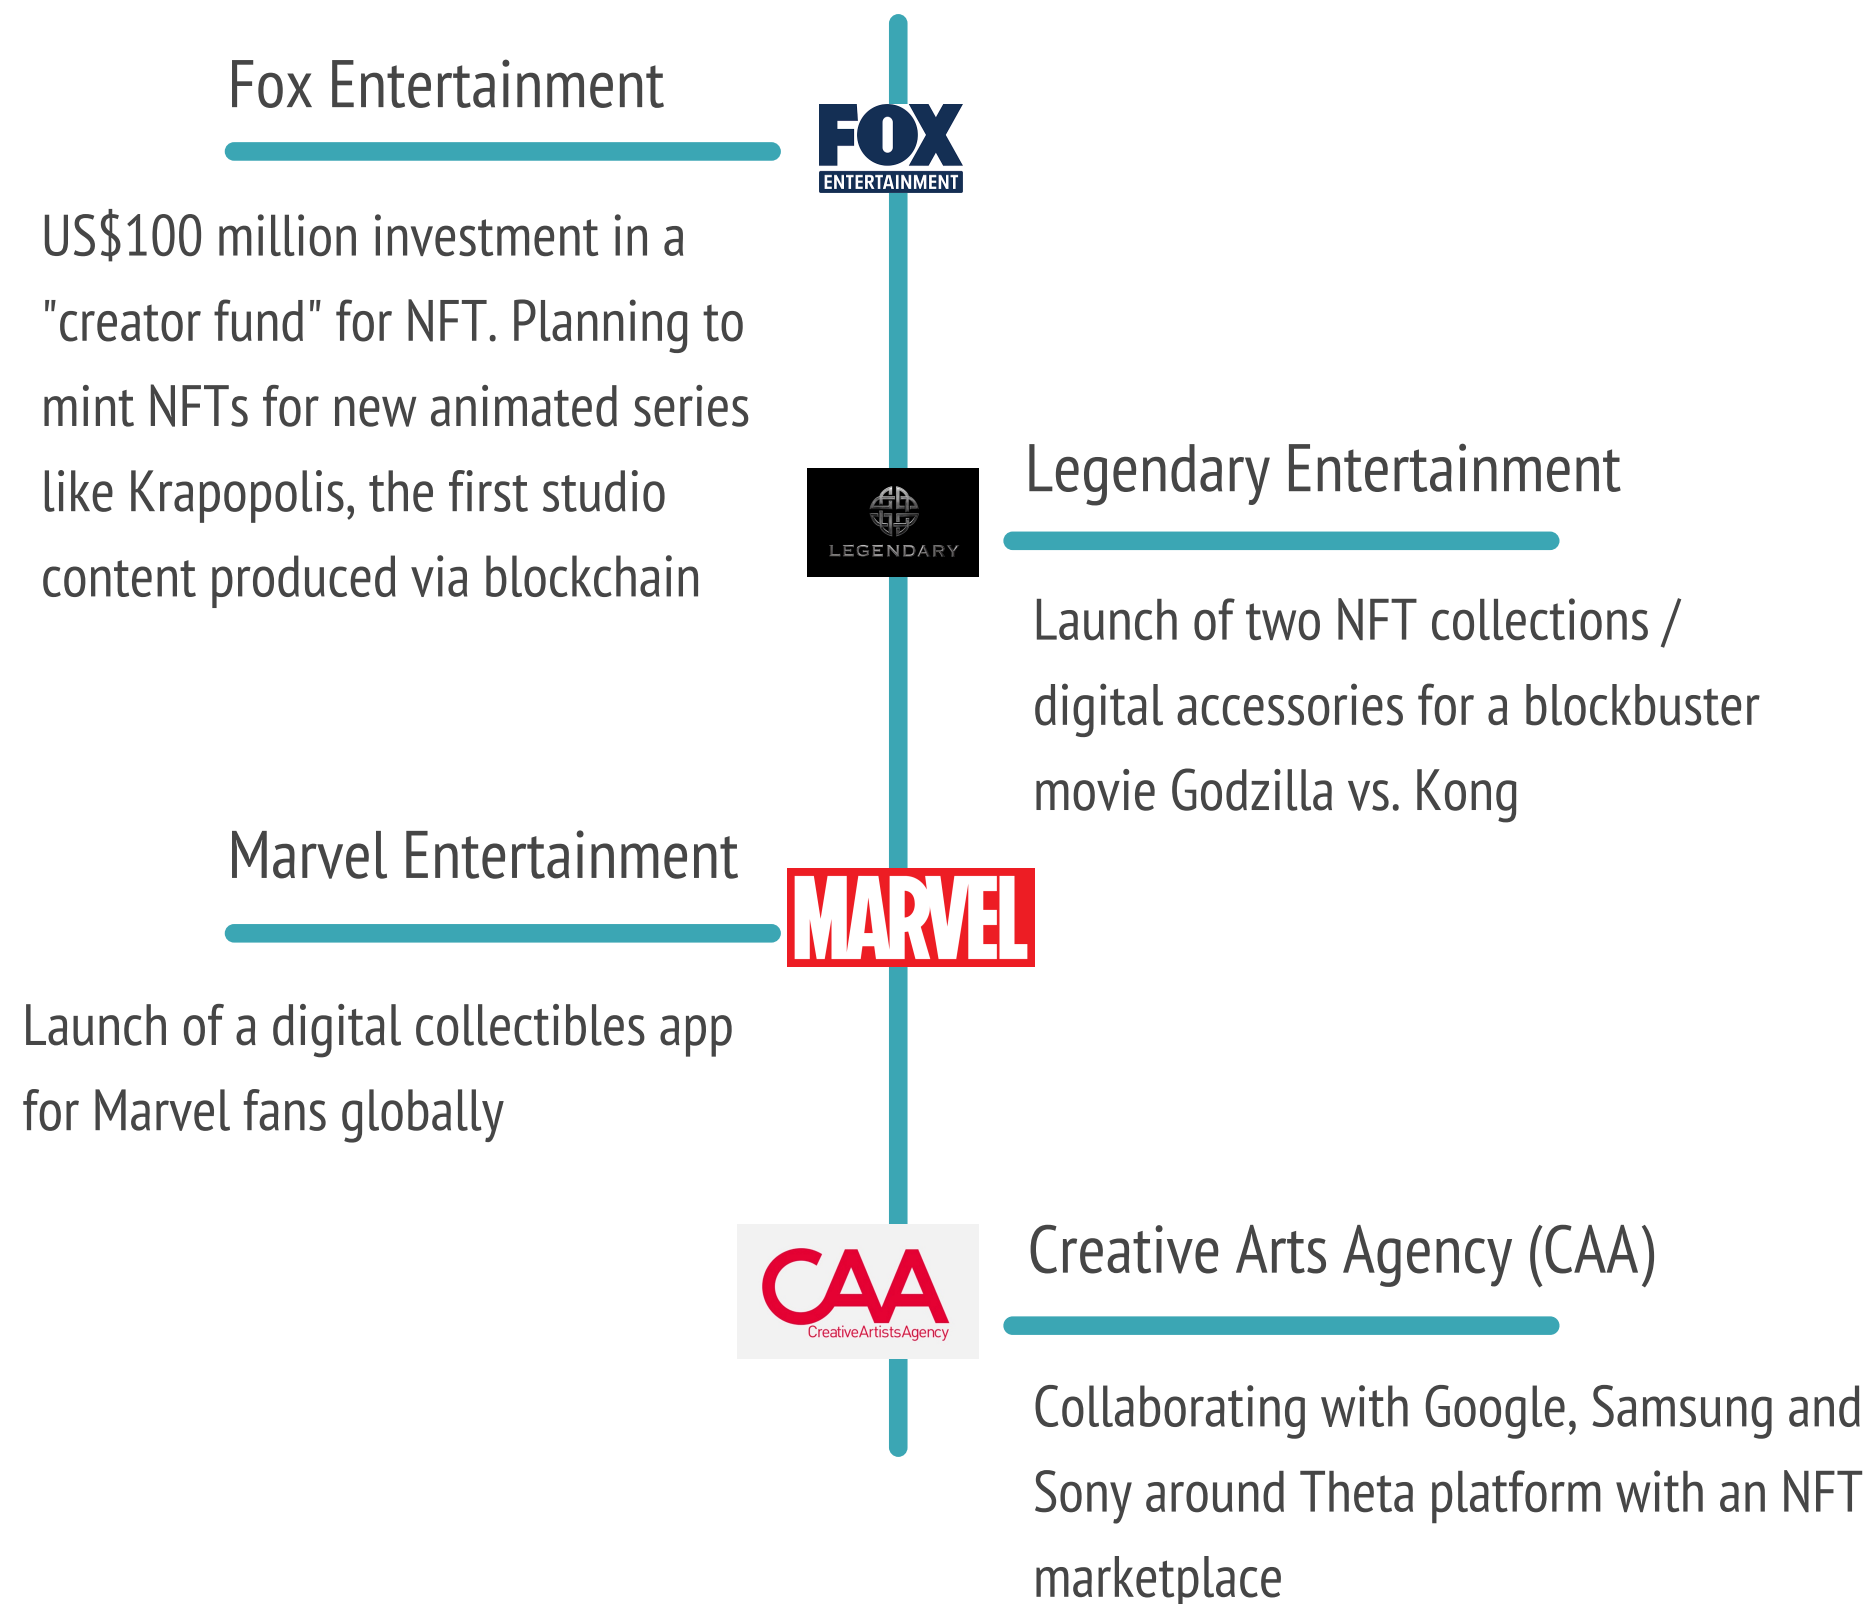 Fox Entertainment
FOX
ENTERTAINMENT
US$100 million investment in a
"creator fund" for NFT. Planning to
mint NFTs for new animated series
like Krapopolis, the first studio
content produced via blockchain
Legendary Entertainment
LEGENDARY
Launch of two NFT collections /
digital accessories for a blockbuster
movie Godzilla vs. Kong
Marvel Entertainment
MARVEL
Launch of a digital collectibles app
for Marvel fans globally
Creative Arts Agency (CAA)
CAA
CreativeArtistsAgency
Collaborating with Google, Samsung and
Sony around Theta platform with an NFT
marketplace